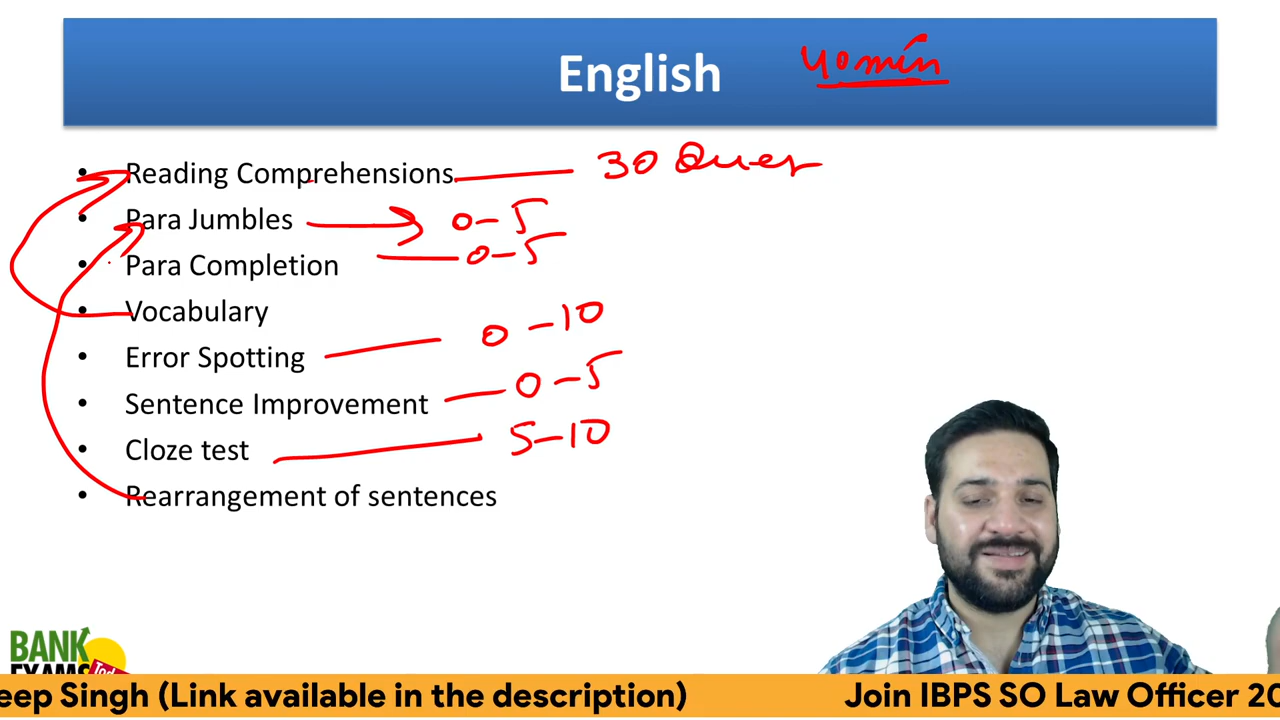 English 40 min
• Reading Comprehensions 30 Ques
• Para Jumbles 0-5
• Para Completion 0-5
• Vocabulary
• Error Spotting 0-10
• Sentence Improvement 0-5
• Cloze test 5-10
• Rearrangement of sentences
BANK
EXAMS
Tod
eep Singh (Link available in the description) Join IBPS SO Law Officer 20